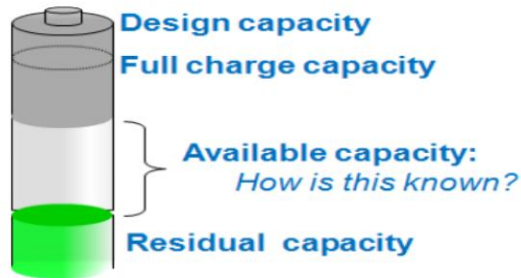 Design capacity
Full charge capacity
Available capacity:
How is this known?
Residual capacity